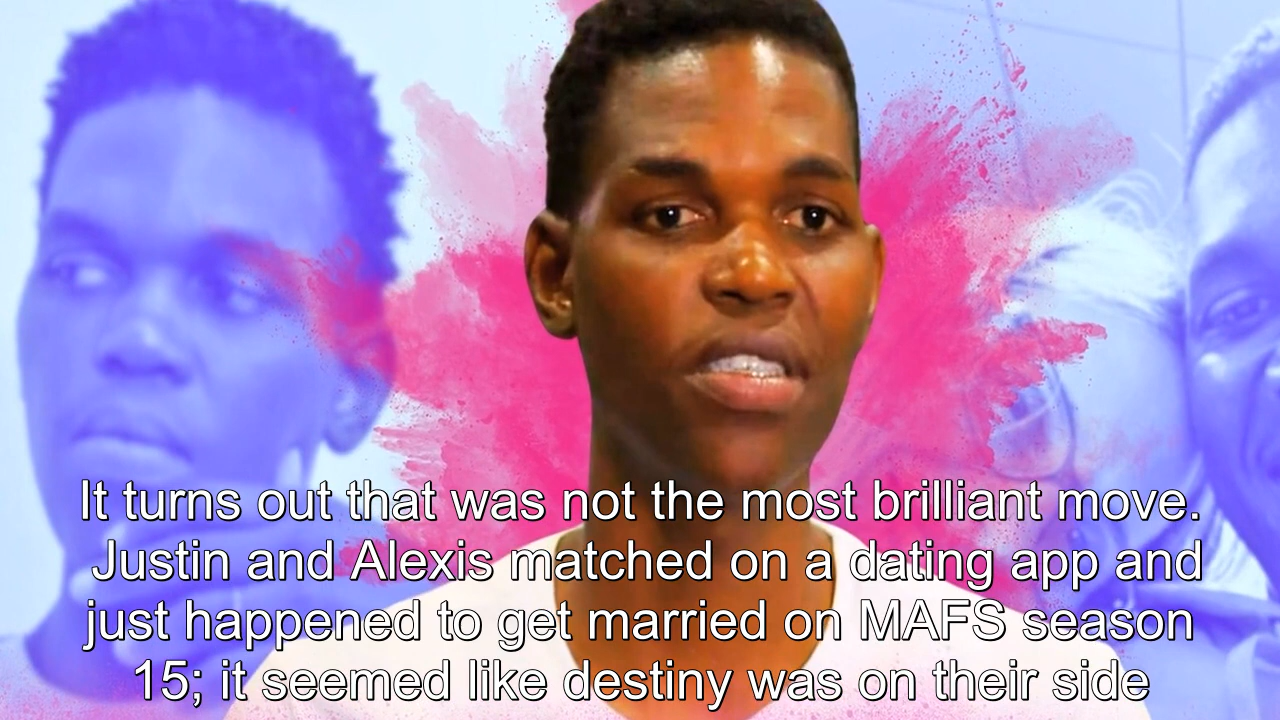 It turns out that was not the most brilliant move.
Justin and Alexis matched on a dating app and
just happened to get married on MAFS season
15; it seemed like destiny was on their side